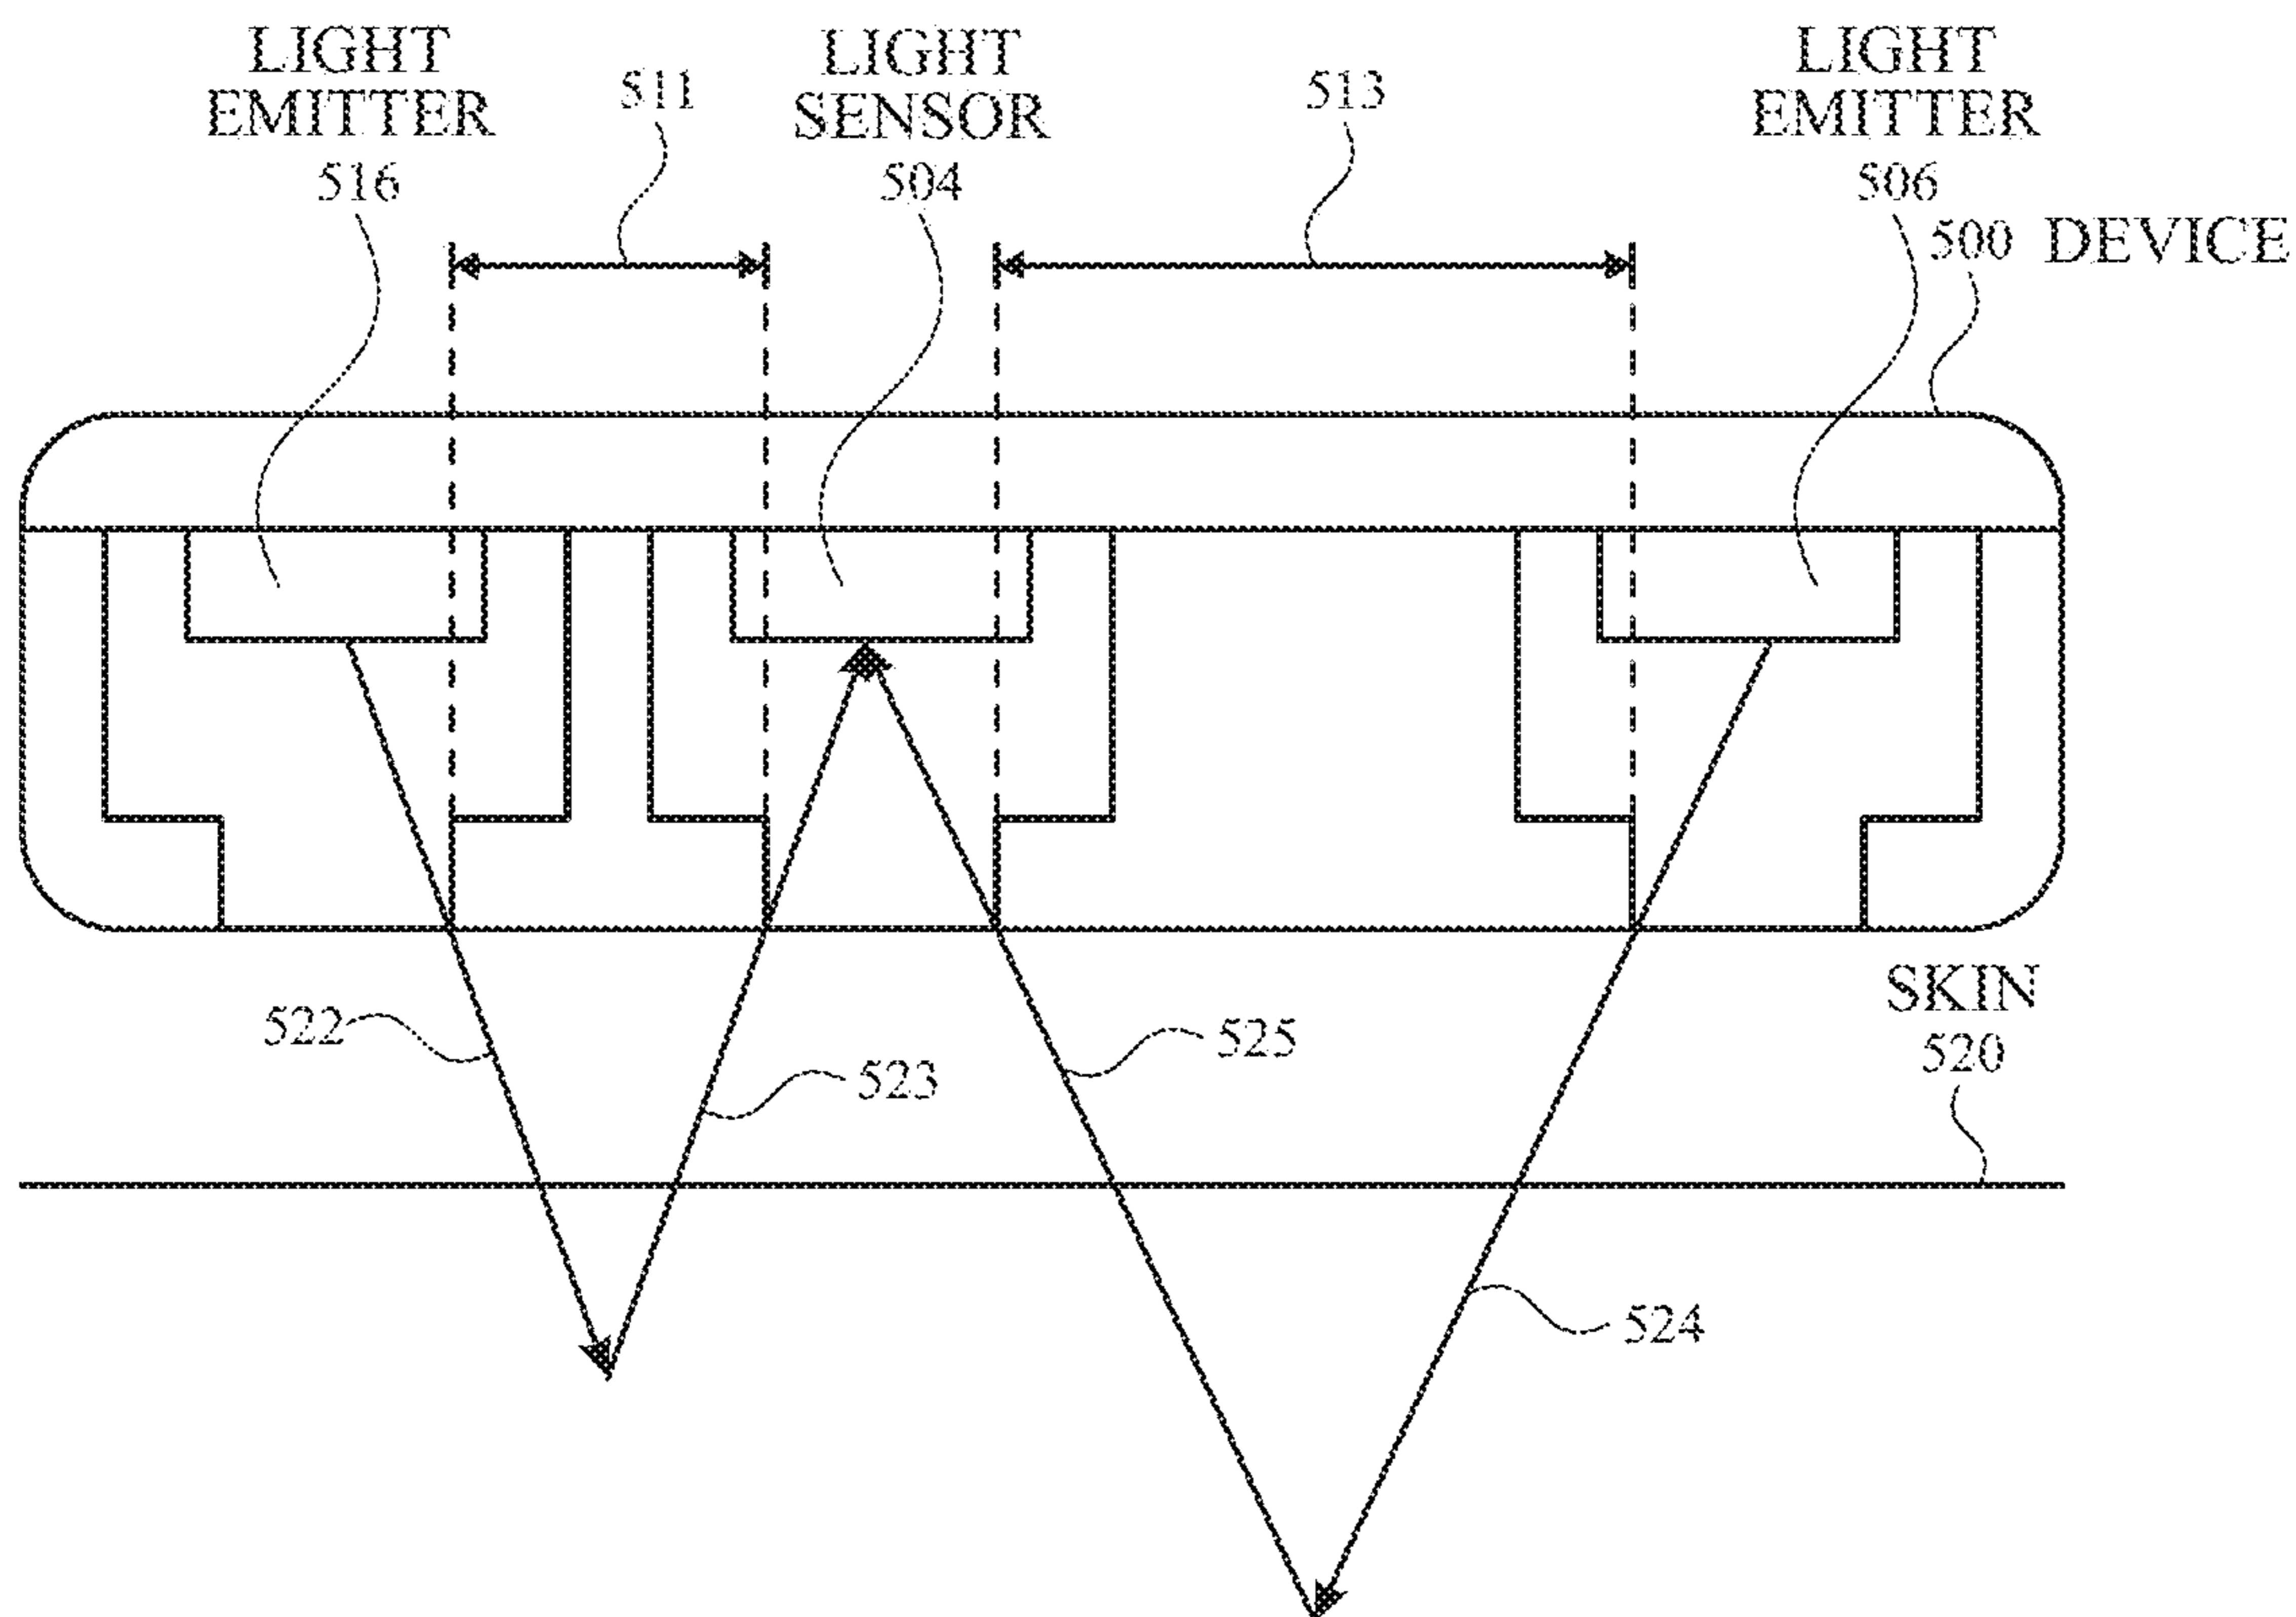 LIGHT
EMITTER
516
511
LIGHT
SENSOR
504
513
LIGHT
EMITTER
506
500 DEVICE
522
523
525
SKIN
520
524